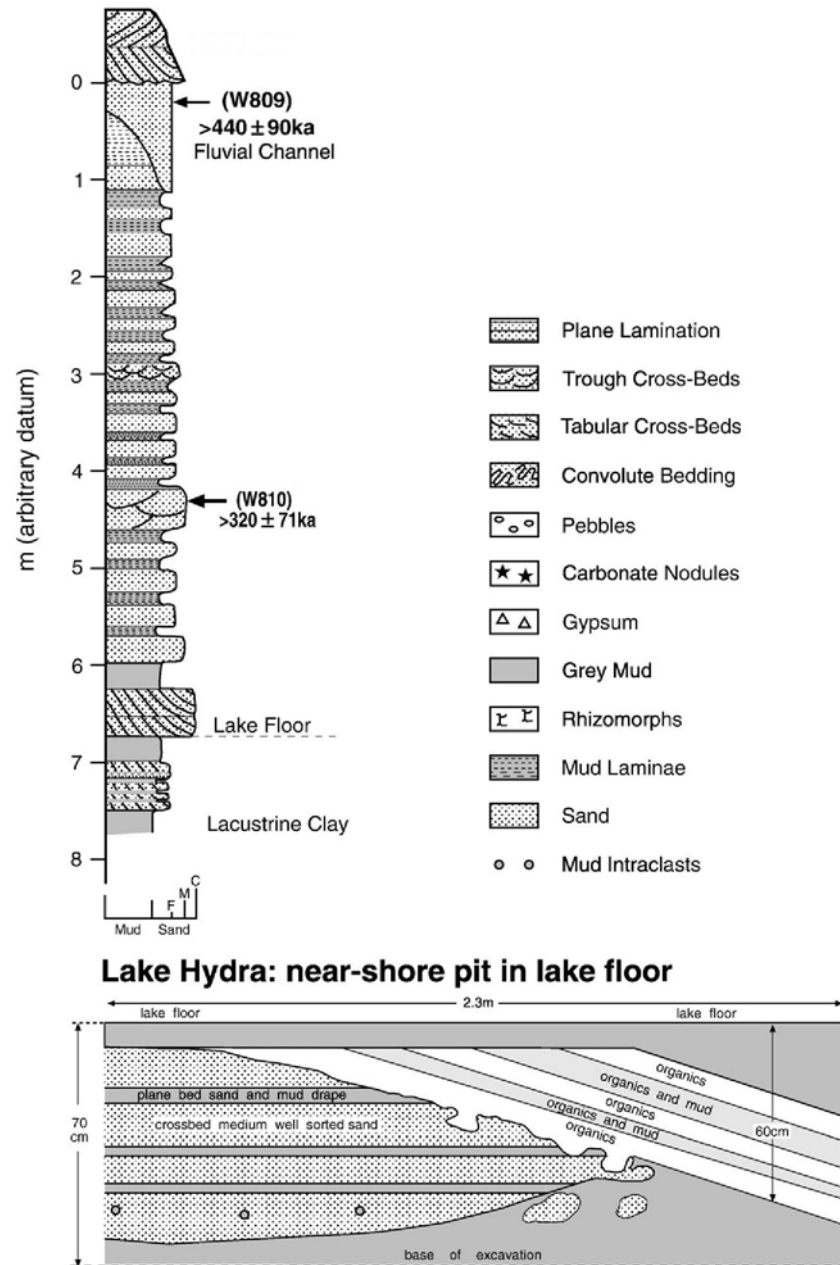 0
(W809)
>440±90ka
Fluvial Channel
1
2
3
4
(W810)
>320±71ka
5
6
Lake Floor
7
Lacustrine Clay
8
m (arbitrary datum)
C
M
F
Mud Sand
Plane Lamination
Trough Cross-Beds
Tabular Cross-Beds
Convolute Bedding
Pebbles
Carbonate Nodules
Gypsum
Grey Mud
Rhizomorphs
Mud Laminae
Sand
Mud Intraclasts
Lake Hydra: near-shore pit in lake floor
2.3m
lake floor
lake floor
organics
organics and mud
organics
organics and mud
organics
plane bed sand and mud drape
crossbed medium well sorted sand
70
cm
60cm
base of excavation